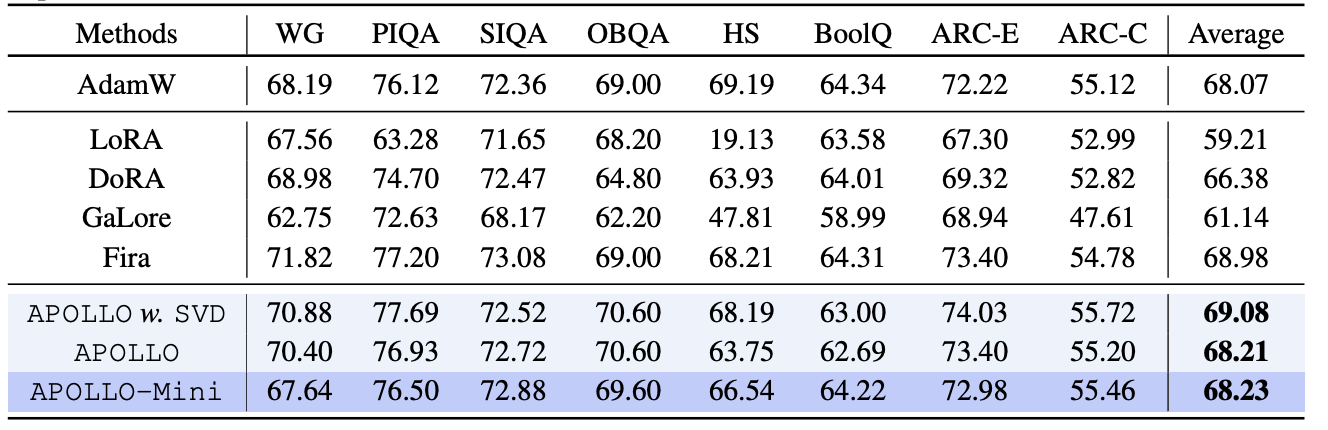 Methods WG PIQA SIQA OBQA HS BoolQ ARC-E ARC-C Average
AdamW 68.19 76.12 72.36 69.00 69.19 64.34 72.22 55.12 68.07
LoRA 67.56 63.28 71.65 68.20 19.13 63.58 67.30 52.99 59.21
DoRA 68.98 74.70 72.47 64.80 63.93 64.01 69.32 52.82 66.38
GaLore 62.75 72.63 68.17 62.20 47.81 58.99 68.94 47.61 61.14
Fira 71.82 77.20 73.08 69.00 68.21 64.31 73.40 54.78 68.98
APOLLO w. SVD 70.88 77.69 72.52 70.60 68.19 63.00 74.03 55.72 69.08
APOLLO 70.40 76.93 72.72 70.60 63.75 62.69 73.40 55.20 68.21
APOLLO-Mini 67.64 76.50 72.88 69.60 66.54 64.22 72.98 55.46 68.23